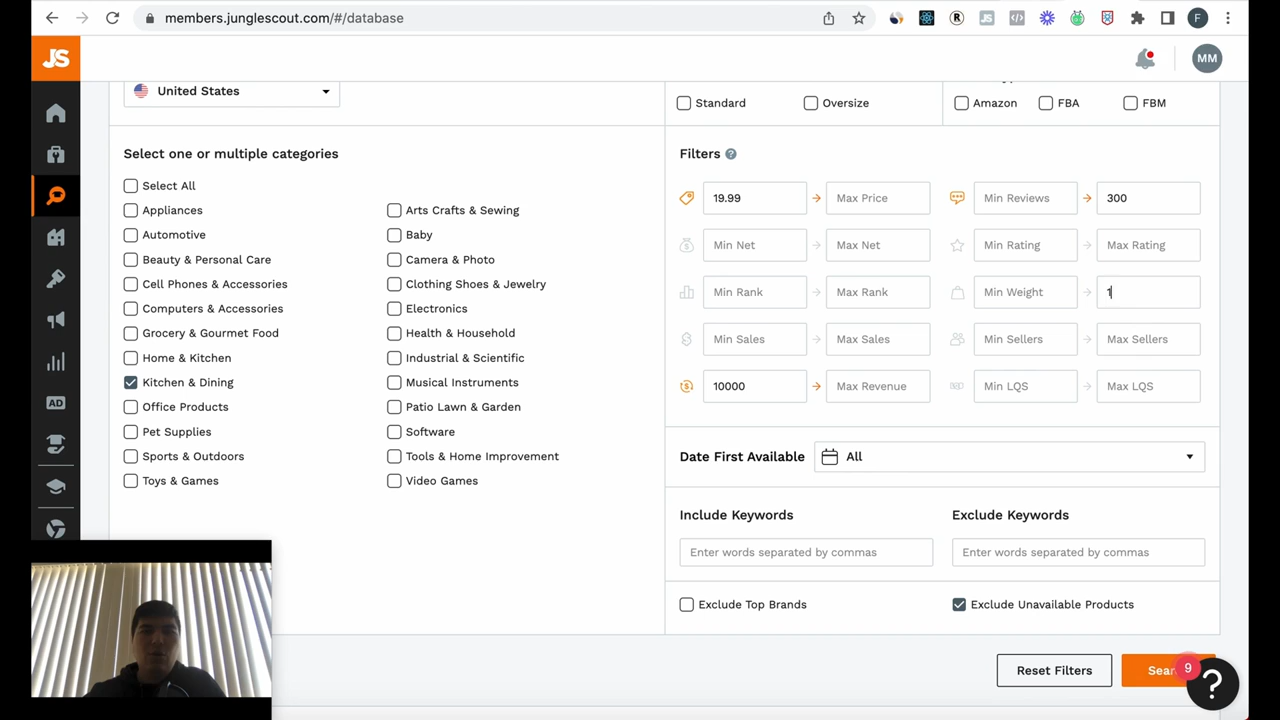 members.junglescout.com/#/database
F
JS
MM
United States
Standard
Oversize
Amazon
FBA
FBM
Select one or multiple categories
Select All
Appliances
Arts Crafts & Sewing
Automotive
Baby
Beauty & Personal Care
Camera & Photo
Cell Phones & Accessories
Clothing Shoes & Jewelry
Computers & Accessories
Electronics
Grocery & Gourmet Food
Health & Household
Home & Kitchen
Industrial & Scientific
Kitchen & Dining
Musical Instruments
Office Products
Patio Lawn & Garden
Pet Supplies
Software
Sports & Outdoors
Tools & Home Improvement
Toys & Games
Video Games
Filters ?
19.99
Max Price
Min Reviews
300
Min Net
Max Net
Min Rating
Max Rating
Min Rank
Max Rank
Min Weight
1
Min Sales
Max Sales
Min Sellers
Max Sellers
10000
Max Revenue
Min LQS
Max LQS
Date First Available
All
Include Keywords
Exclude Keywords
Enter words separated by commas
Enter words separated by commas
Exclude Top Brands
Exclude Unavailable Products
Reset Filters
Sear
9
?
AD